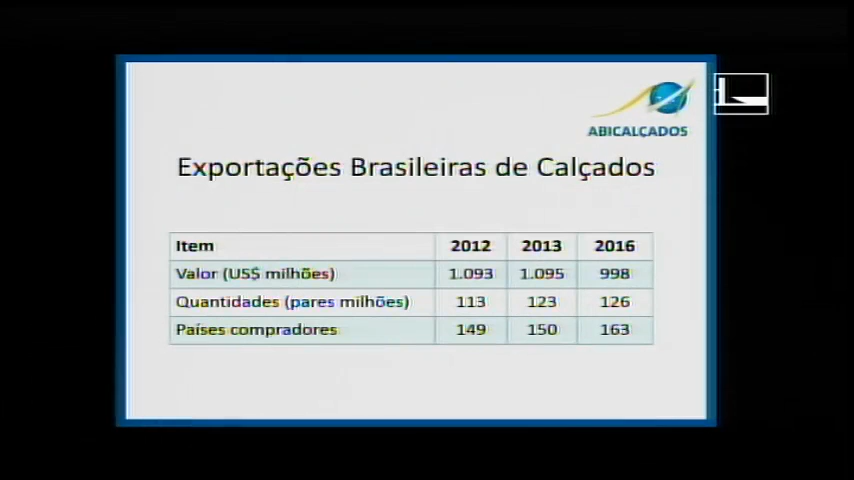 ABICALÇADOS
Exportações Brasileiras de Calçados
Item 2012 2013 2016
Valor (US$ milhões) 1.093 1.095 998
Quantidades (pares milhões) 113 123 126
Países compradores 149 150 163